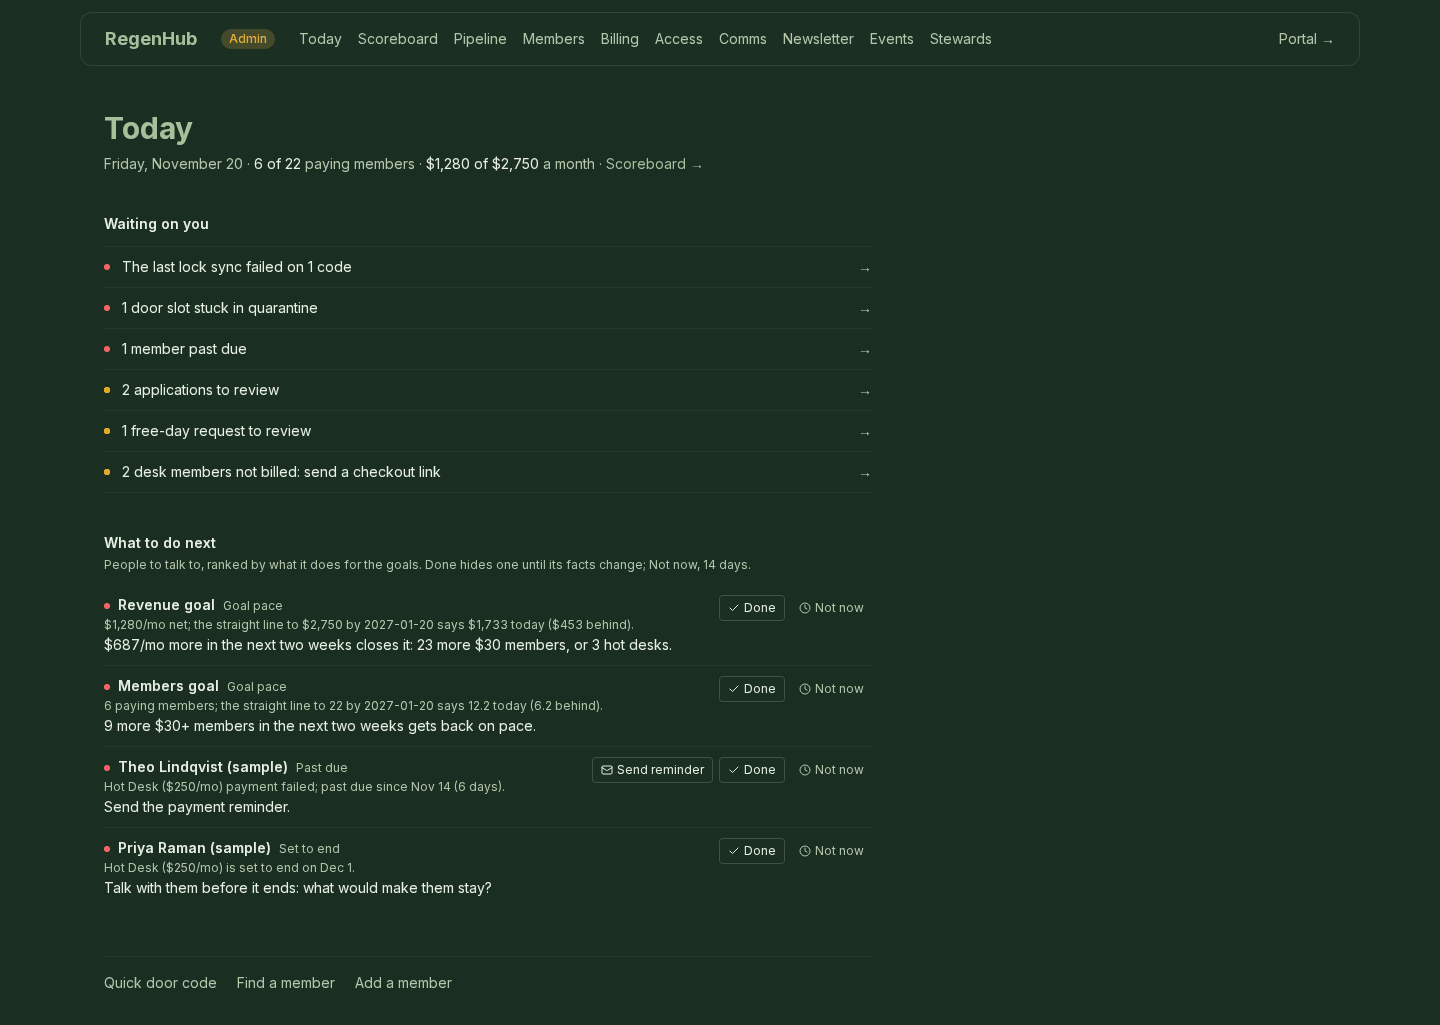 RegenHub Admin Today Scoreboard Pipeline Members Billing Access Comms Newsletter Events Stewards Portal →
Today
Friday, November 20 · 6 of 22 paying members · $1,280 of $2,750 a month · Scoreboard →
Waiting on you
The last lock sync failed on 1 code →
1 door slot stuck in quarantine →
1 member past due →
2 applications to review →
1 free-day request to review →
2 desk members not billed: send a checkout link →
What to do next
People to talk to, ranked by what it does for the goals. Done hides one until its facts change; Not now, 14 days.
Revenue goal Goal pace Done Not now
$1,280/mo net; the straight line to $2,750 by 2027-01-20 says $1,733 today ($453 behind).
$687/mo more in the next two weeks closes it: 23 more $30 members, or 3 hot desks.
Members goal Goal pace Done Not now
6 paying members; the straight line to 22 by 2027-01-20 says 12.2 today (6.2 behind).
9 more $30+ members in the next two weeks gets back on pace.
Theo Lindqvist (sample) Past due Send reminder Done Not now
Hot Desk ($250/mo) payment failed; past due since Nov 14 (6 days).
Send the payment reminder.
Priya Raman (sample) Set to end Done Not now
Hot Desk ($250/mo) is set to end on Dec 1.
Talk with them before it ends: what would make them stay?
Quick door code Find a member Add a member